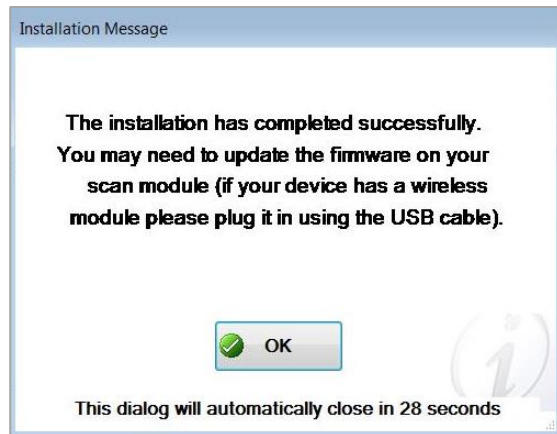 Installation Message
The installation has completed successfully.
You may need to update the firmware on your
scan module (if your device has a wireless
module please plug it in using the USB cable).
OK
This dialog will automatically close in 28 seconds